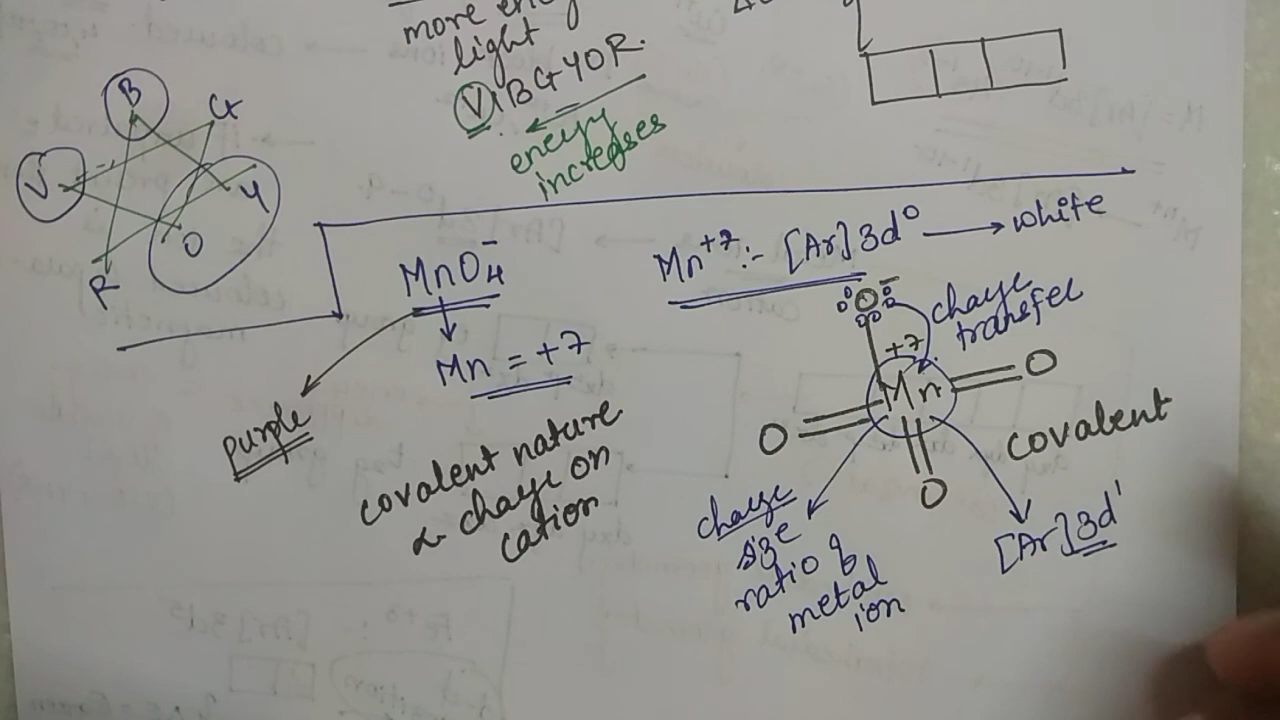 more
light
VIBGYOR.
energy
increases
B
G
V
Y
O
R
MnO₄⁻
Mn = +7
purple
covalent nature
α charge on
cation
Mn⁺⁷:- [Ar]3d⁰ → white
O⁻
charge
transfer
+7
Mn
O
O
O
covalent
charge
size
ratio of
metal
ion
[Ar]3d¹